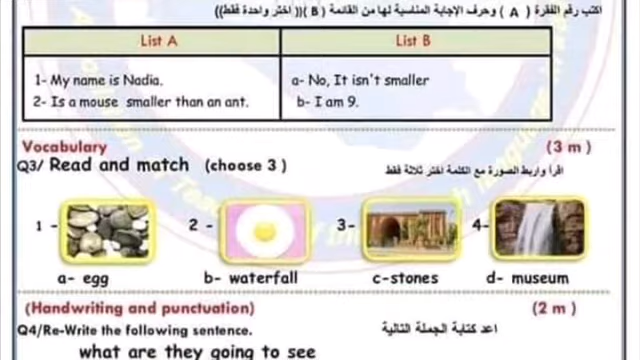 اكتب رقم الفقرة ( A ) وحرف الإجابة المناسبة لها من القائمة ( B )(( اختر واحدة فقط))
List A List B
1- My name is Nadia. a- No, It isn't smaller
2- Is a mouse smaller than an ant. b- I am 9.
Vocabulary (3 m )
Q3/ Read and match (choose 3 ) اقرأ واربط الصورة مع الكلمة اختر ثلاثة فقط
1 - 2 - 3- 4-
a- egg b- waterfall c-stones d- museum
(Handwriting and punctuation) (2 m )
Q4/Re-Write the following sentence. اعد كتابة الجملة التالية
what are they going to see